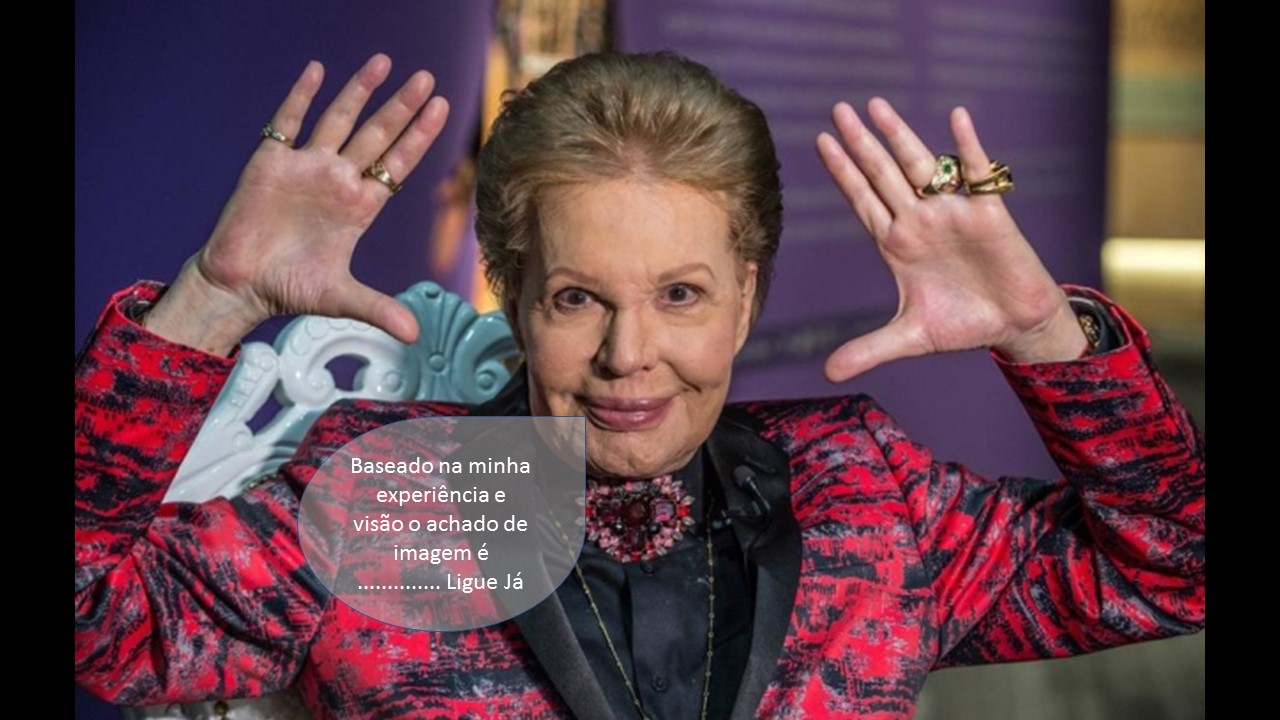 Baseado na minha
experiência e
visão o achado de
imagem é
.............. Ligue Já